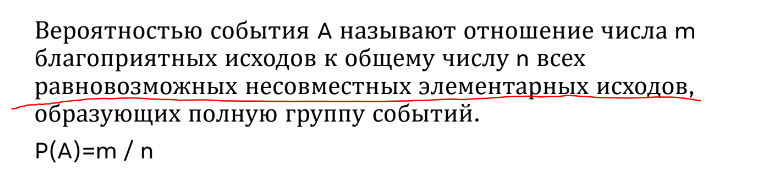 Вероятностью события A называют отношение числа m
благоприятных исходов к общему числу n всех
равновозможных несовместных элементарных исходов,
образующих полную группу событий.
P(A)=m / n